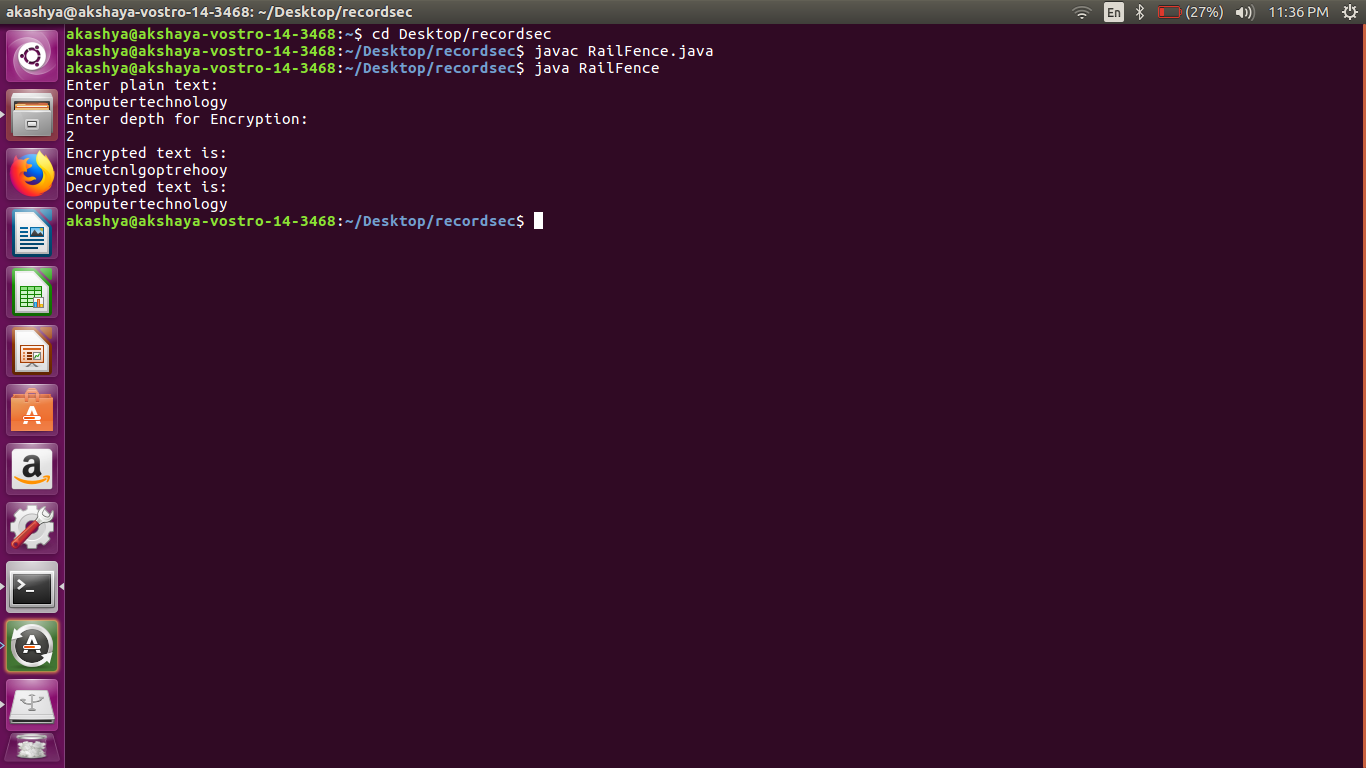 akashya@akshaya-vostro-14-3468: ~/Desktop/recordsec
En
(27%)
11:36 PM
akashya@akshaya-vostro-14-3468:~$ cd Desktop/recordsec
akashya@akshaya-vostro-14-3468:~/Desktop/recordsec$ javac RailFence.java
akashya@akshaya-vostro-14-3468:~/Desktop/recordsec$ java RailFence
Enter plain text:
computertechnology
Enter depth for Encryption:
2
Encrypted text is:
cmuetcnlgoptrehooy
Decrypted text is:
computertechnology
akashya@akshaya-vostro-14-3468:~/Desktop/recordsec$